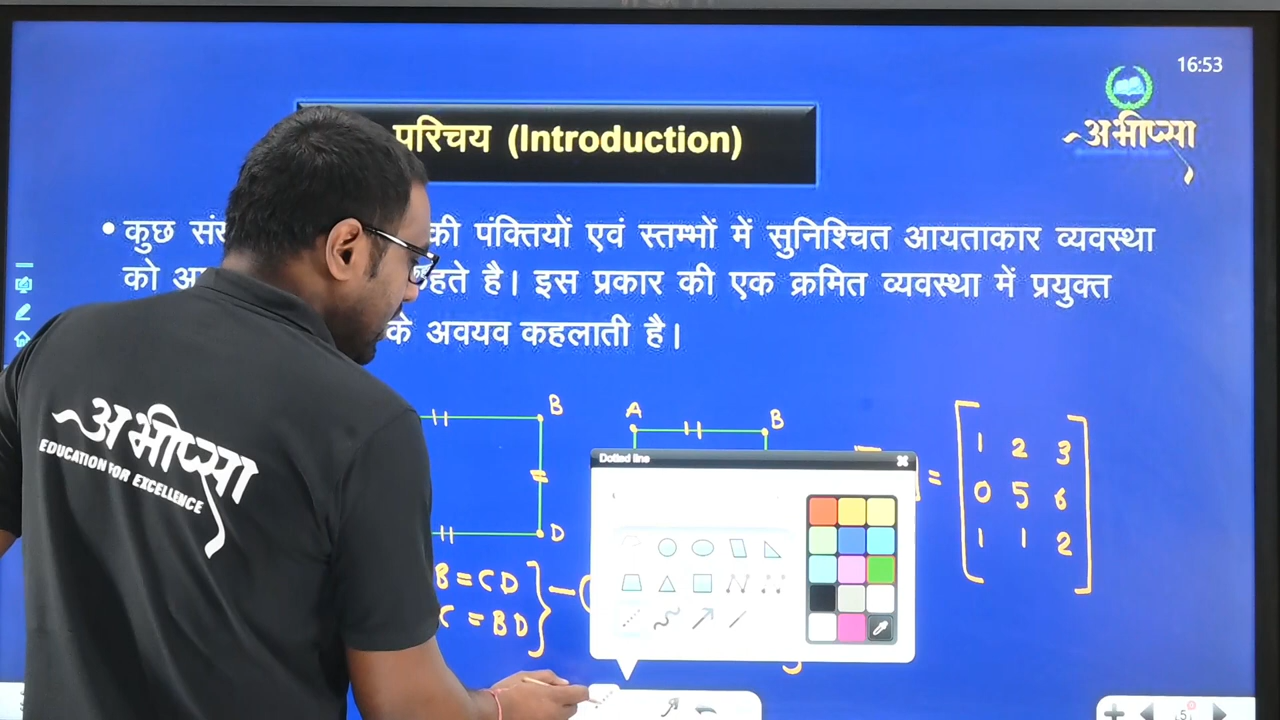 16:53
परिचय (Introduction)
अभीप्सा
• कुछ की पंक्तियों एवं स्तम्भों में सुनिश्चित आयताकार व्यवस्था
को कहते है। इस प्रकार की एक क्रमित व्यवस्था में प्रयुक्त
के अवयव कहलाती है।
B
A B
D
B = CD
C = BD
= [1 2 3
0 5 6
1 1 2]
Dotted line
अभीप्सा
EDUCATION FOR EXCELLENCE